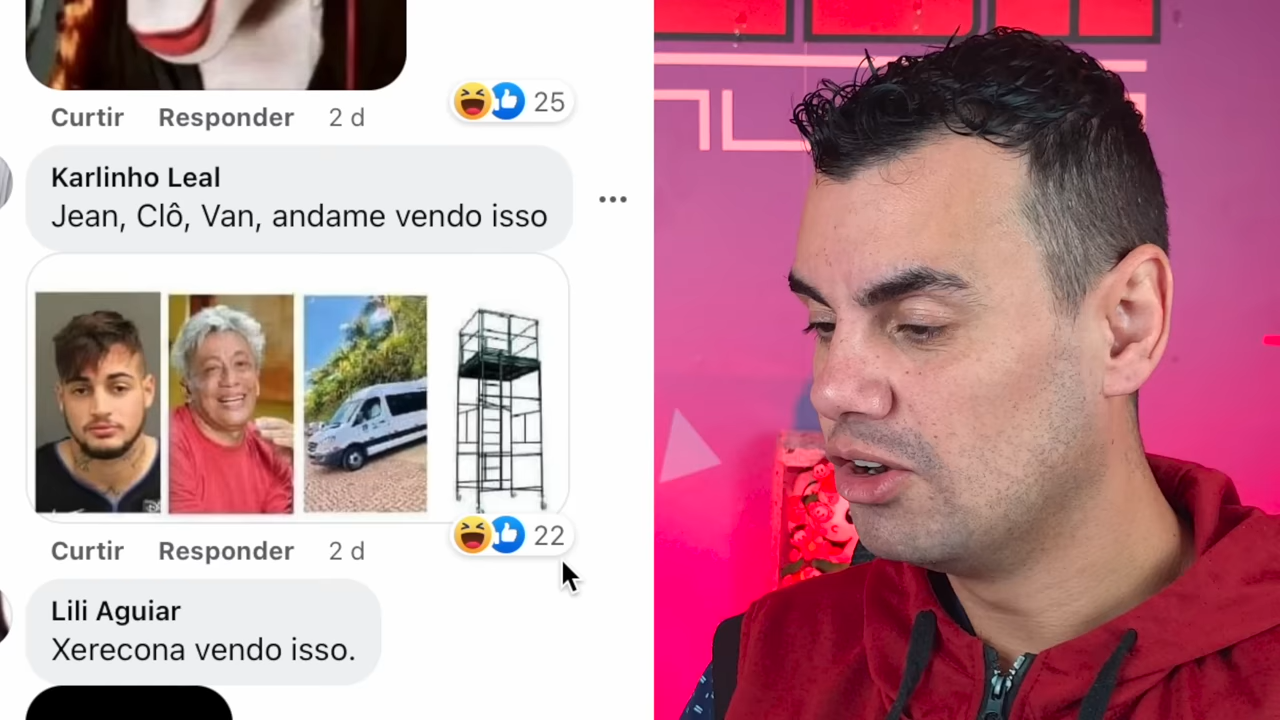 Curtir Responder 2 d 25
Karlinho Leal
Jean, Clô, Van, andame vendo isso
Curtir Responder 2 d 22
Lili Aguiar
Xerecona vendo isso.